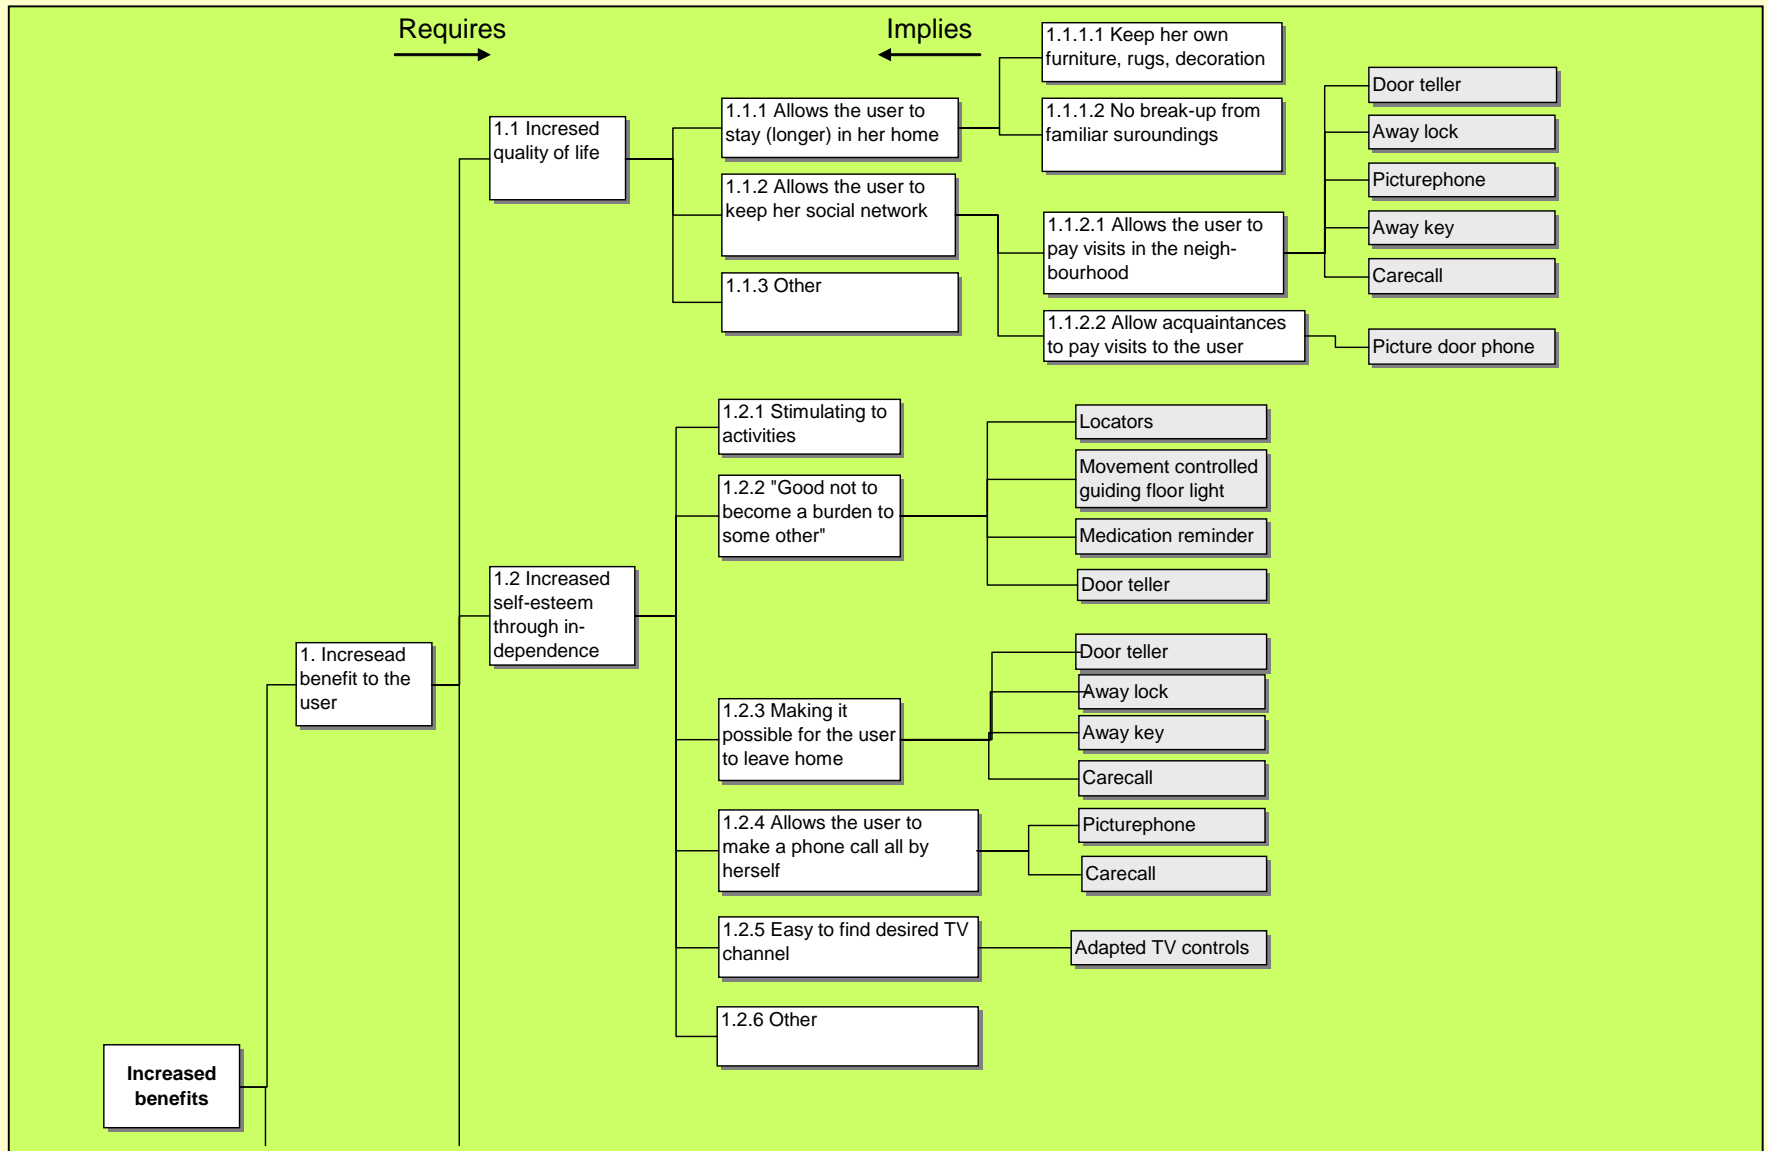 Requires
Implies
1.1.1.1 Keep her own
furniture, rugs, decoration
1.1.1.2 No break-up from
familiar suroundings
Door teller
Away lock
Picturephone
Away key
Carecall
1.1.1 Allows the user to
stay (longer) in her home
1.1 Incresed
quality of life
1.1.2 Allows the user to
keep her social network
1.1.2.1 Allows the user to
pay visits in the neigh-
bourhood
1.1.3 Other
1.1.2.2 Allow acquaintances
to pay visits to the user
Picture door phone
1.2.1 Stimulating to
activities
Locators
Movement controlled
guiding floor light
Medication reminder
Door teller
1.2.2 "Good not to
become a burden to
some other"
1.2 Increased
self-esteem
through in-
dependence
1. Incresead
benefit to the
user
Door teller
Away lock
Away key
Carecall
1.2.3 Making it
possible for the user
to leave home
1.2.4 Allows the user to
make a phone call all by
herself
Picturephone
Carecall
1.2.5 Easy to find desired TV
channel
Adapted TV controls
1.2.6 Other
Increased
benefits